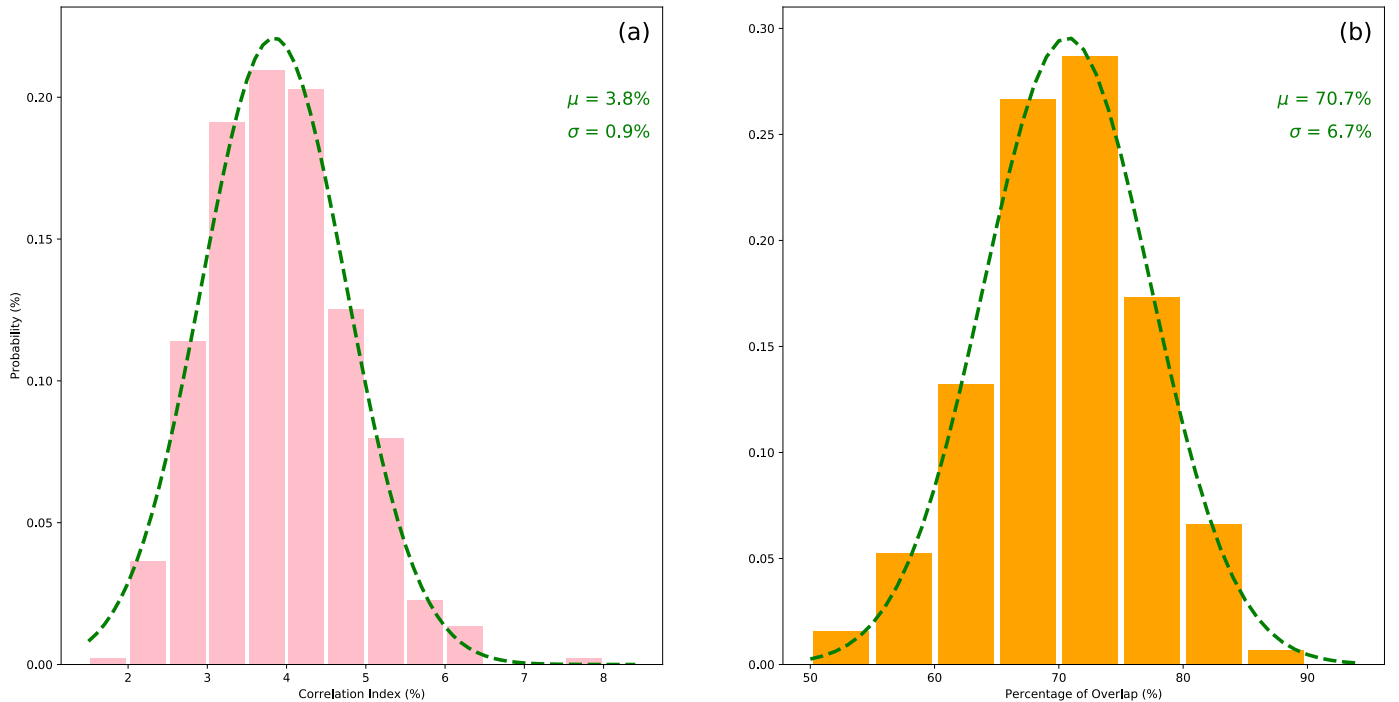 (a)
μ = 3.8%
σ = 0.9%
Probability (%)
0.20
0.15
0.10
0.05
0.00
2 3 4 5 6 7 8
Correlation Index (%)
(b)
μ = 70.7%
σ = 6.7%
0.30
0.25
0.20
0.15
0.10
0.05
0.00
50 60 70 80 90
Percentage of Overlap (%)